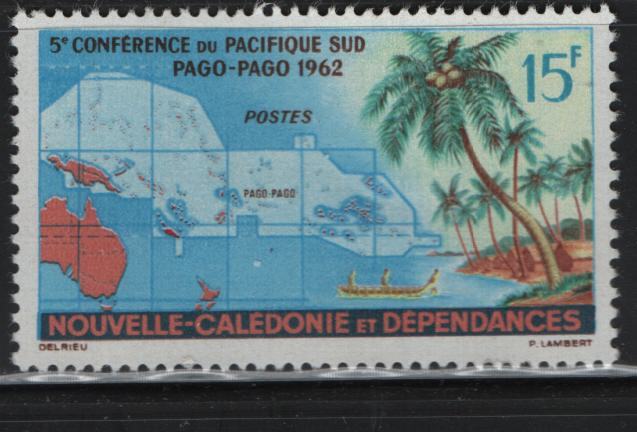 5e CONFÉRENCE DU PACIFIQUE SUD
PAGO-PAGO 1962
15F
POSTES
PAGO-PAGO
NOUVELLE-CALÉDONIE ET DÉPENDANCES
DELRIEU
P. LAMBERT